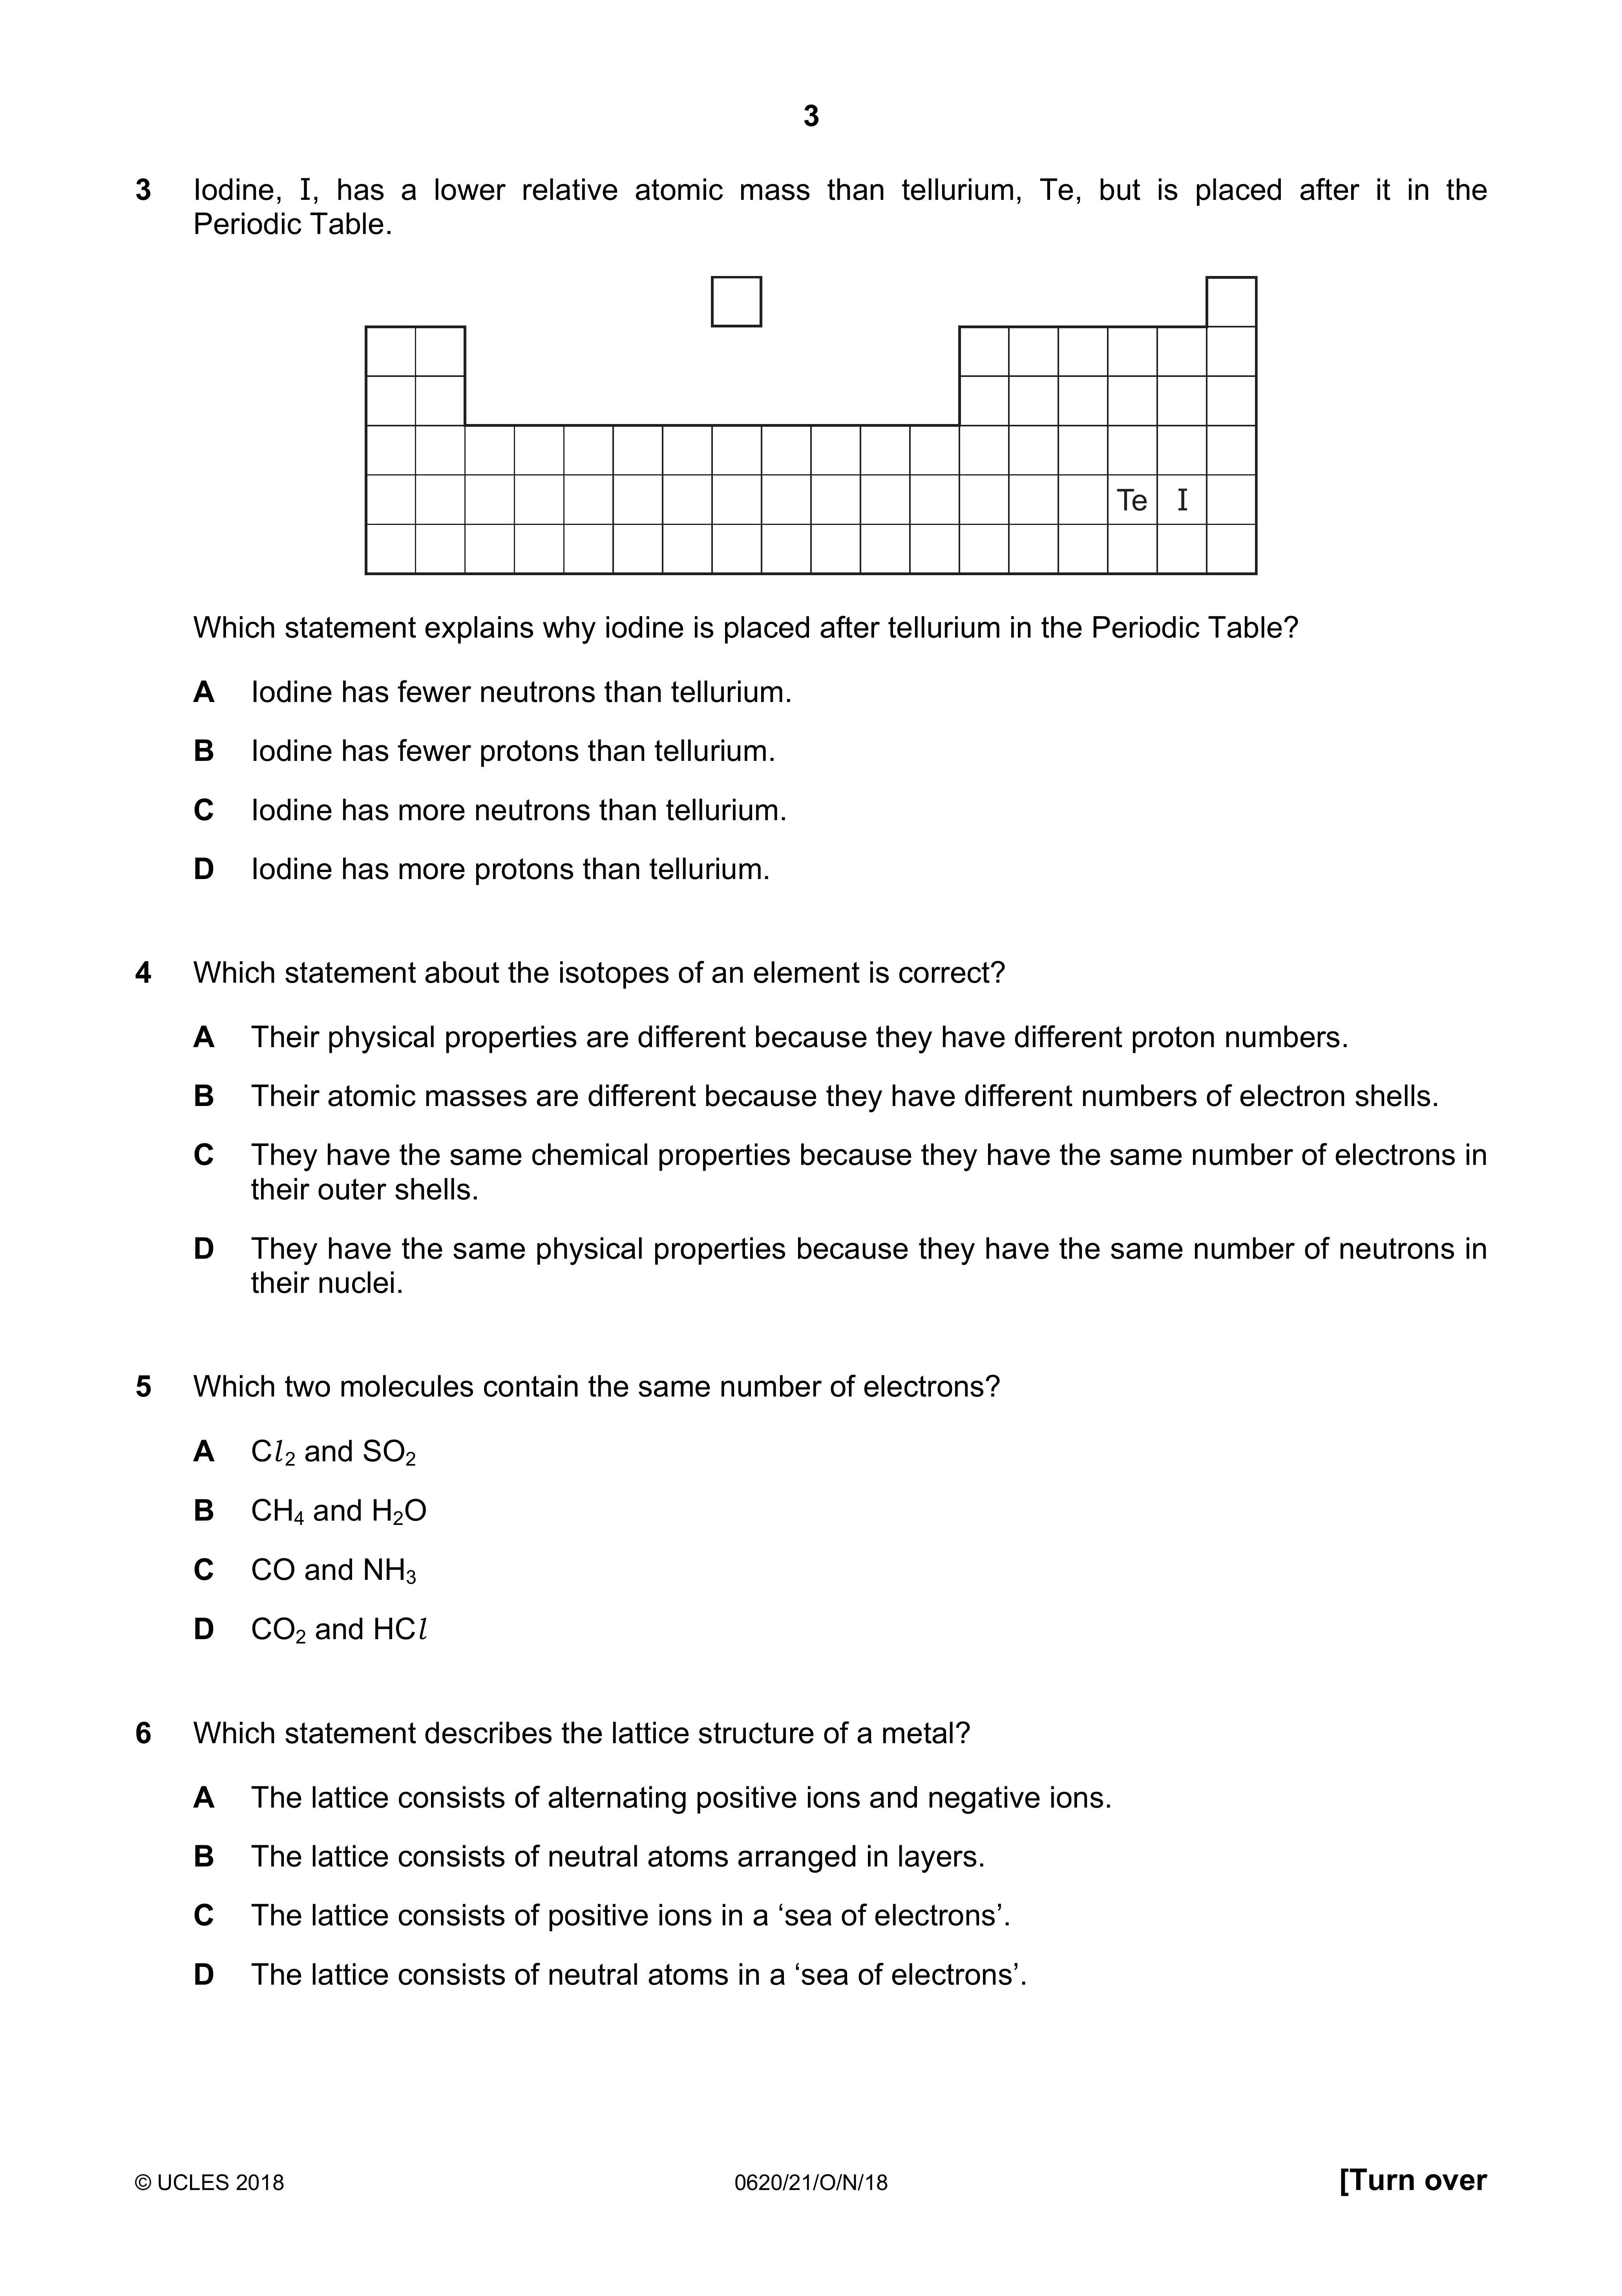 3
3 Iodine, I, has a lower relative atomic mass than tellurium, Te, but is placed after it in the
Periodic Table.
Te I
Which statement explains why iodine is placed after tellurium in the Periodic Table?
A Iodine has fewer neutrons than tellurium.
B Iodine has fewer protons than tellurium.
C Iodine has more neutrons than tellurium.
D Iodine has more protons than tellurium.
4 Which statement about the isotopes of an element is correct?
A Their physical properties are different because they have different proton numbers.
B Their atomic masses are different because they have different numbers of electron shells.
C They have the same chemical properties because they have the same number of electrons in
their outer shells.
D They have the same physical properties because they have the same number of neutrons in
their nuclei.
5 Which two molecules contain the same number of electrons?
A Cl₂ and SO₂
B CH₄ and H₂O
C CO and NH₃
D CO₂ and HCl
6 Which statement describes the lattice structure of a metal?
A The lattice consists of alternating positive ions and negative ions.
B The lattice consists of neutral atoms arranged in layers.
C The lattice consists of positive ions in a ‘sea of electrons’.
D The lattice consists of neutral atoms in a ‘sea of electrons’.
© UCLES 2018 0620/21/O/N/18 [Turn over